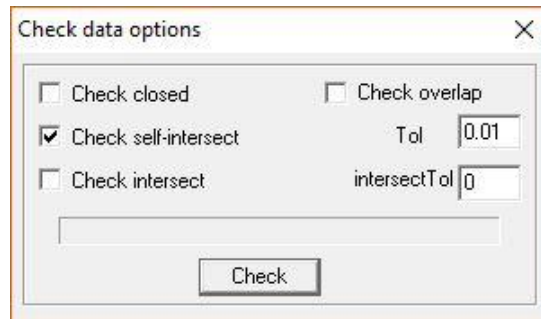 Check data options
Check closed
Check overlap
Check self-intersect
Tol 0.01
Check intersect
intersectTol 0
Check